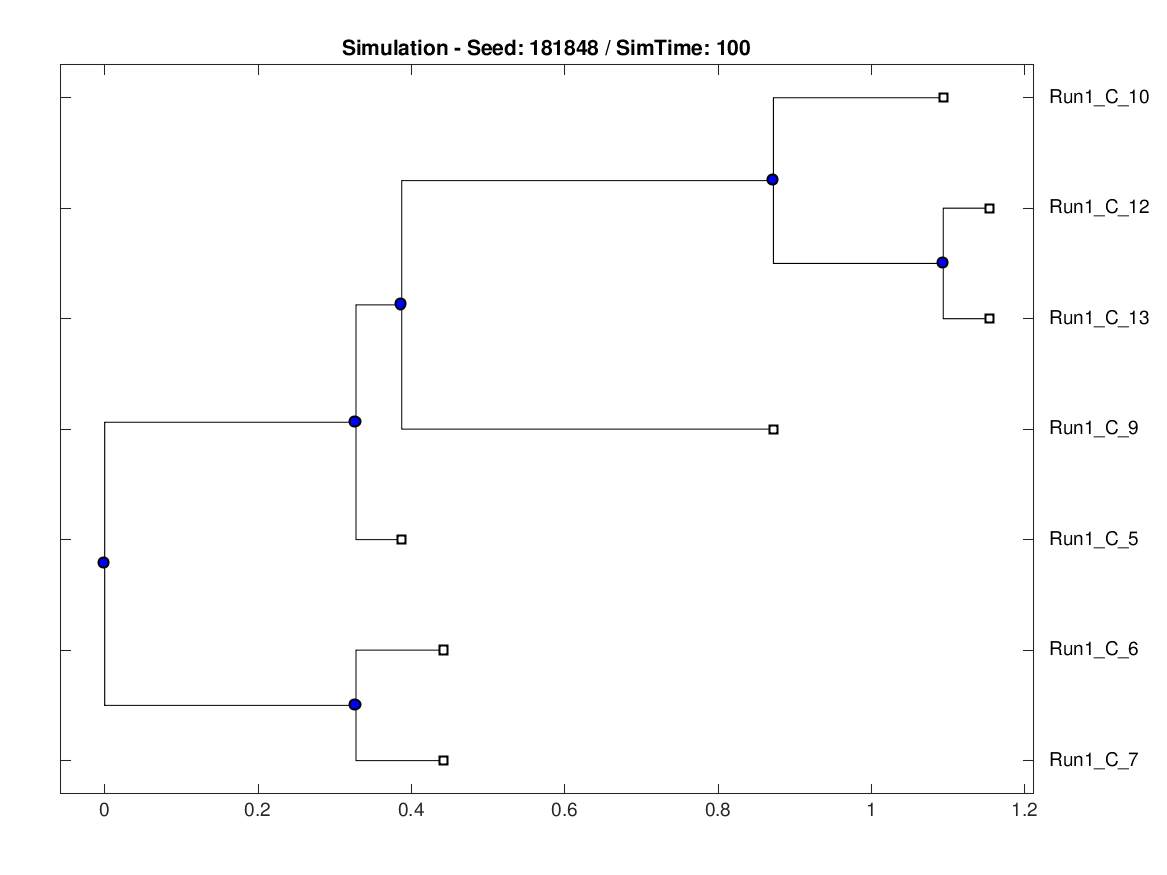 Simulation - Seed: 181848 / SimTime: 100
Run1_C_10
Run1_C_12
Run1_C_13
Run1_C_9
Run1_C_5
Run1_C_6
Run1_C_7
0 0.2 0.4 0.6 0.8 1 1.2